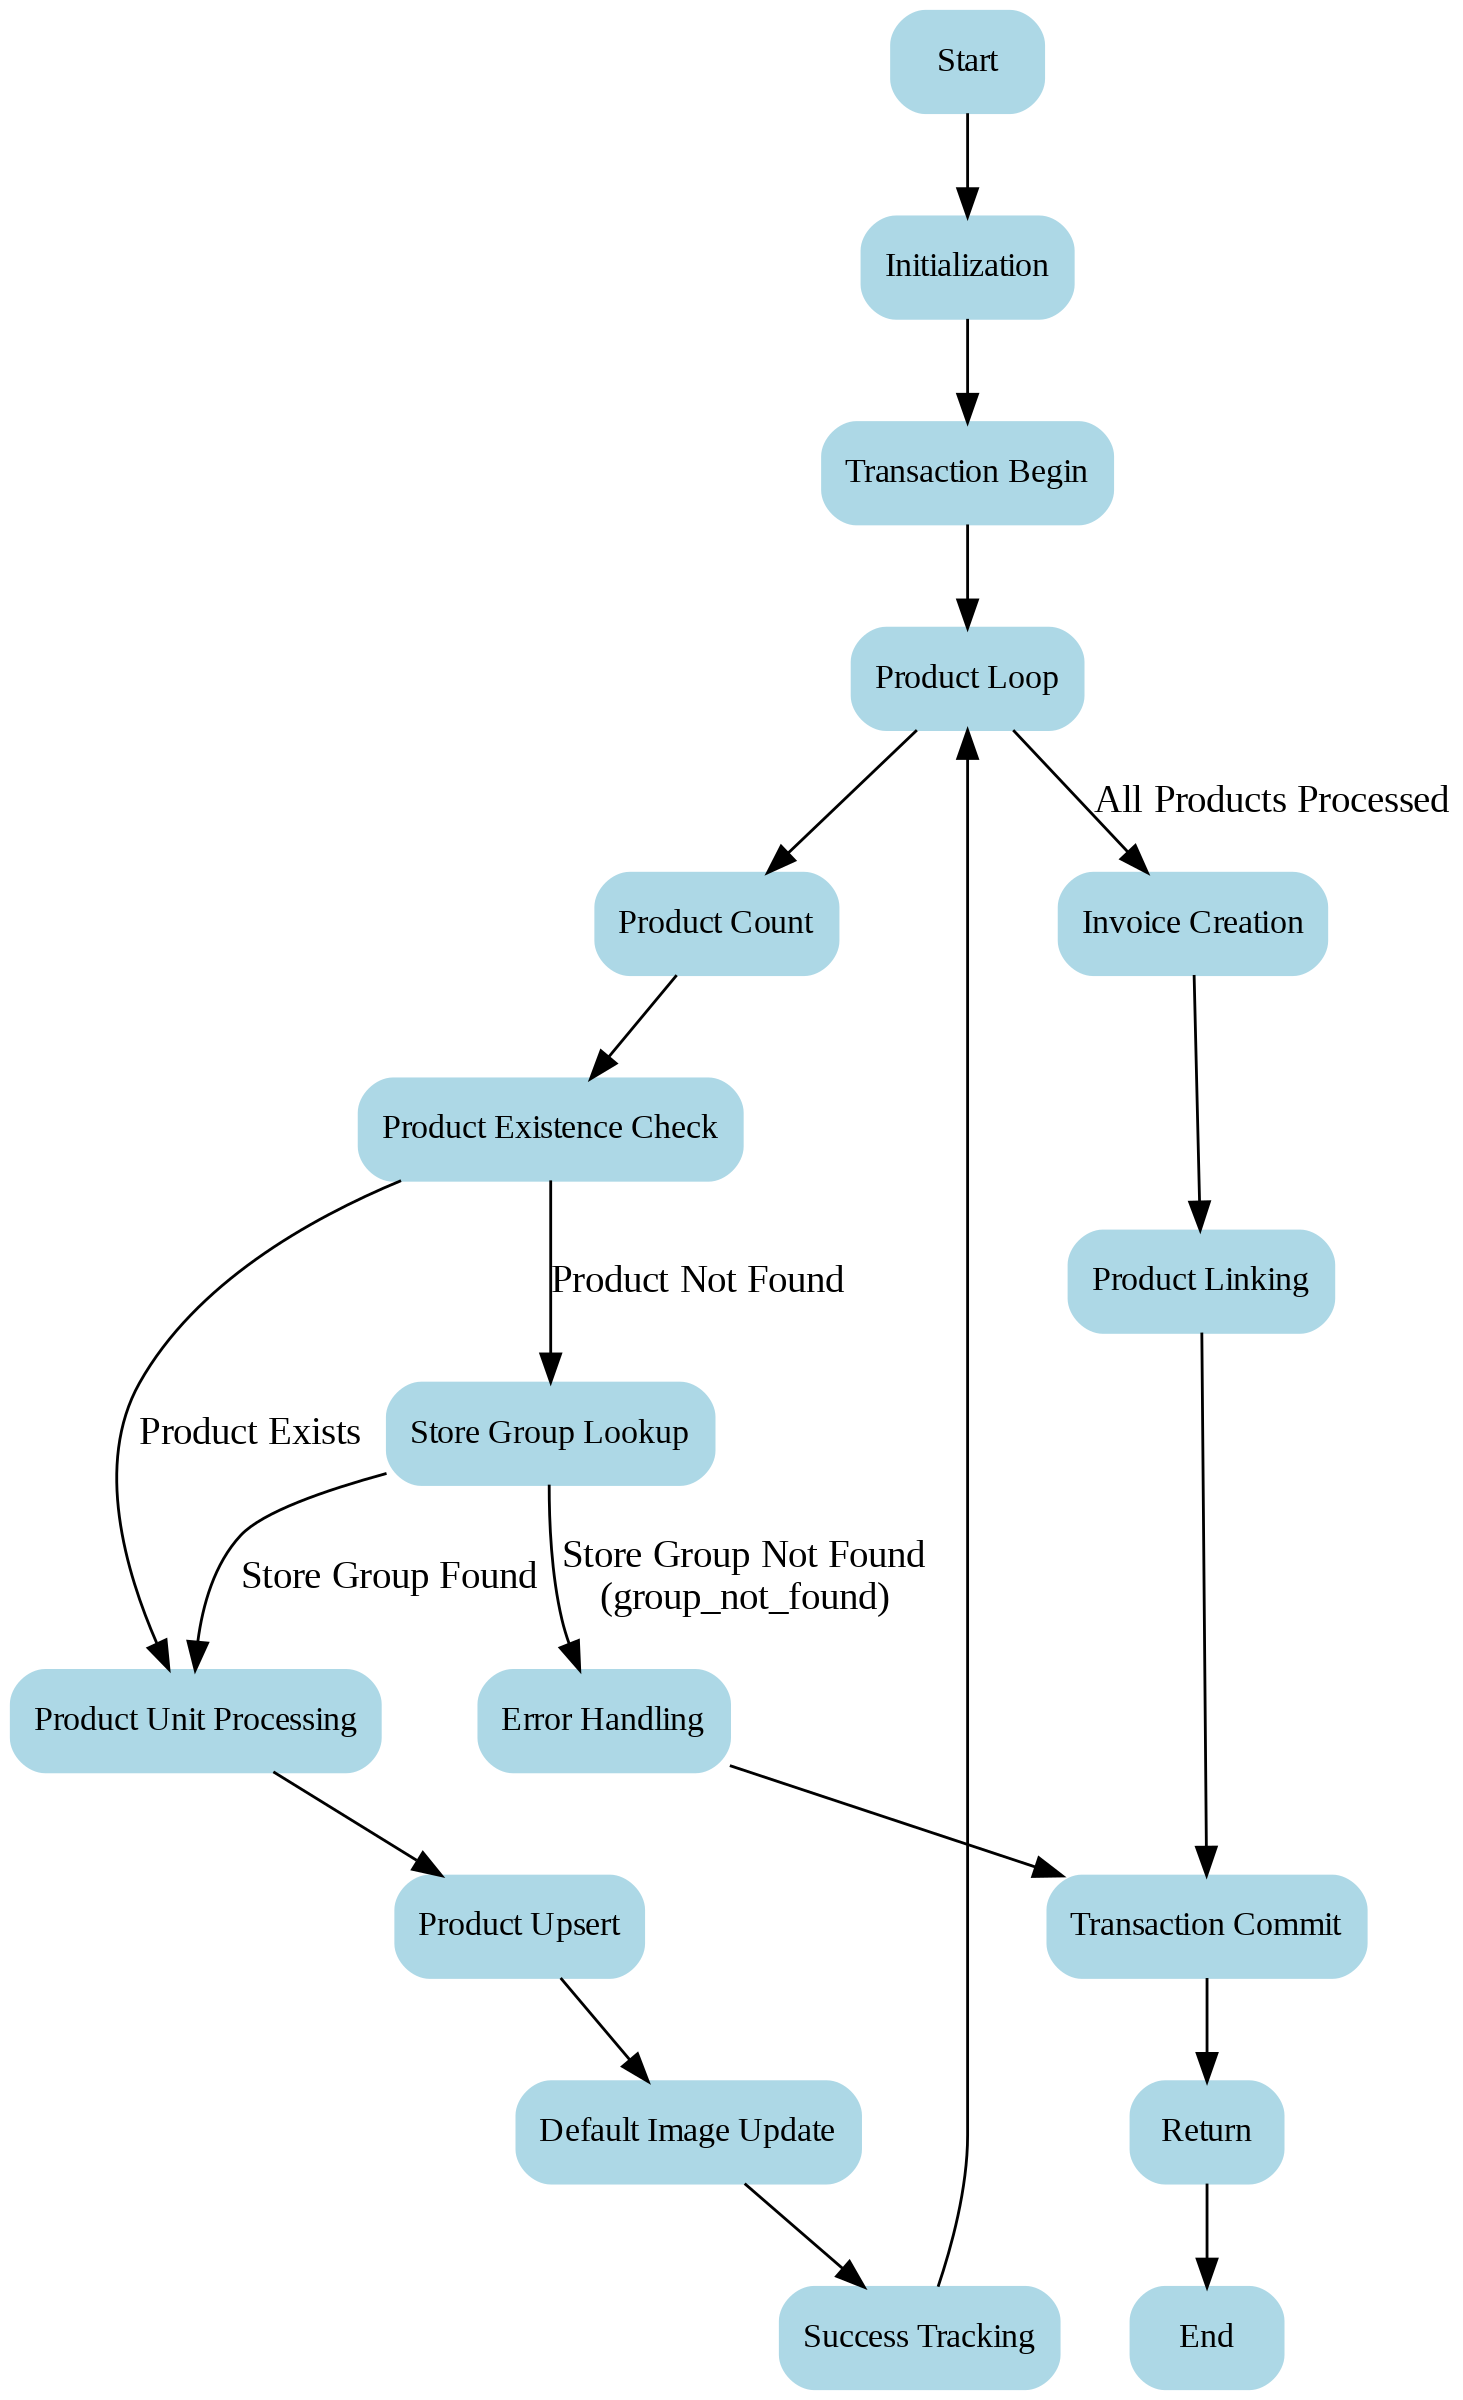 Start
Initialization
Transaction Begin
Product Loop
All Products Processed
Product Count
Invoice Creation
Product Existence Check
Product Not Found
Product Linking
Product Exists
Store Group Lookup
Store Group Found
Store Group Not Found
(group_not_found)
Product Unit Processing
Error Handling
Product Upsert
Transaction Commit
Default Image Update
Return
Success Tracking
End